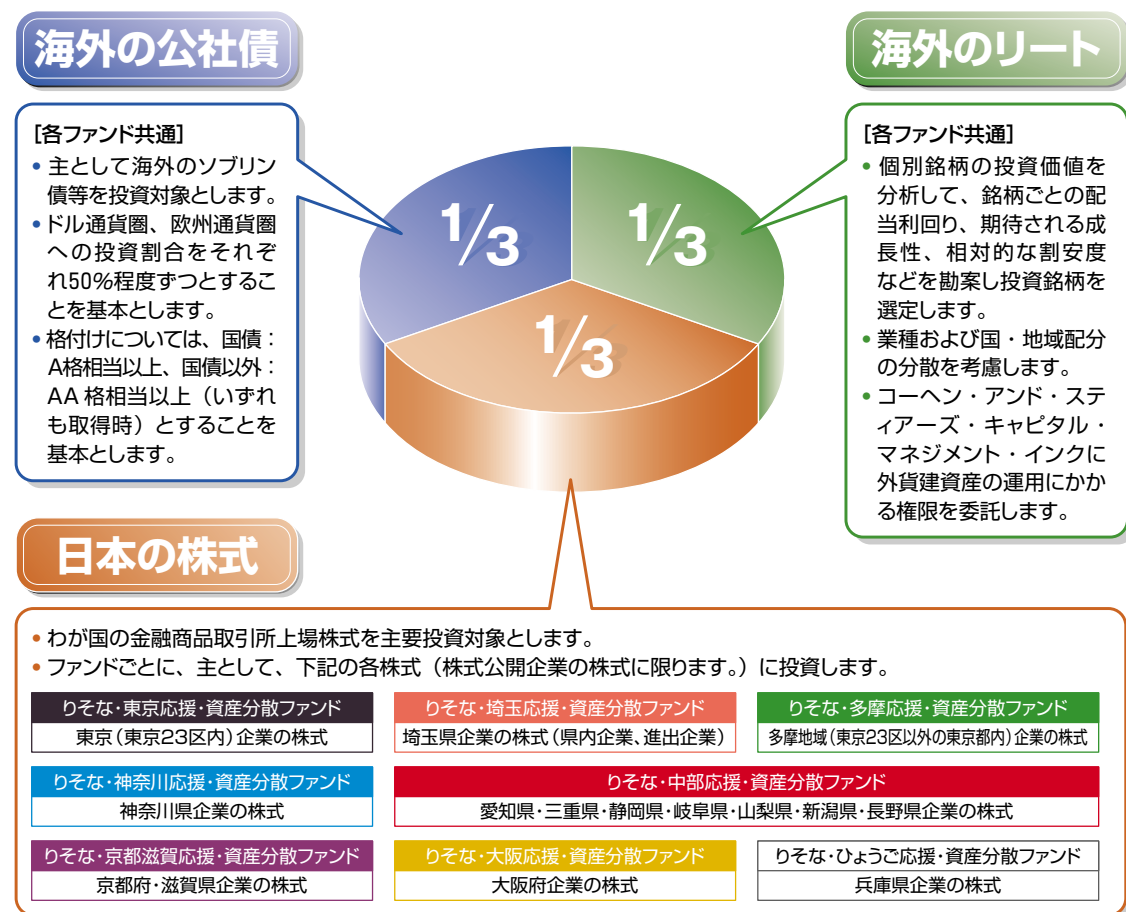 海外の公社債
[各ファンド共通]
• 主として海外のソブリン
債等を投資対象とします。
• ドル通貨圏、欧州通貨圏
への投資割合をそれぞ
れ50%程度ずつとするこ
とを基本とします。
• 格付けについては、国債：
A格相当以上、国債以外：
AA 格相当以上（いずれ
も取得時）とすることを
基本とします。
海外のリート
[各ファンド共通]
• 個別銘柄の投資価値を
分析して、銘柄ごとの配
当利回り、期待される成
長性、相対的な割安度
などを勘案し投資銘柄を
選定します。
• 業種および国・地域配分
の分散を考慮します。
• コーヘン・アンド・ステ
ィアーズ・キャピタル・
マネジメント・インクに
外貨建資産の運用にかか
る権限を委託します。
1/3
1/3
1/3
日本の株式
• わが国の金融商品取引所上場株式を主要投資対象とします。
• ファンドごとに、主として、下記の各株式（株式公開企業の株式に限ります。）に投資します。
りそな・東京応援・資産分散ファンド
東京（東京23区内）企業の株式
りそな・埼玉応援・資産分散ファンド
埼玉県企業の株式（県内企業、進出企業）
りそな・多摩応援・資産分散ファンド
多摩地域（東京23区以外の東京都内）企業の株式
りそな・神奈川応援・資産分散ファンド
神奈川県企業の株式
りそな・中部応援・資産分散ファンド
愛知県・三重県・静岡県・岐阜県・山梨県・新潟県・長野県企業の株式
りそな・京都滋賀応援・資産分散ファンド
京都府・滋賀県企業の株式
りそな・大阪応援・資産分散ファンド
大阪府企業の株式
りそな・ひょうご応援・資産分散ファンド
兵庫県企業の株式